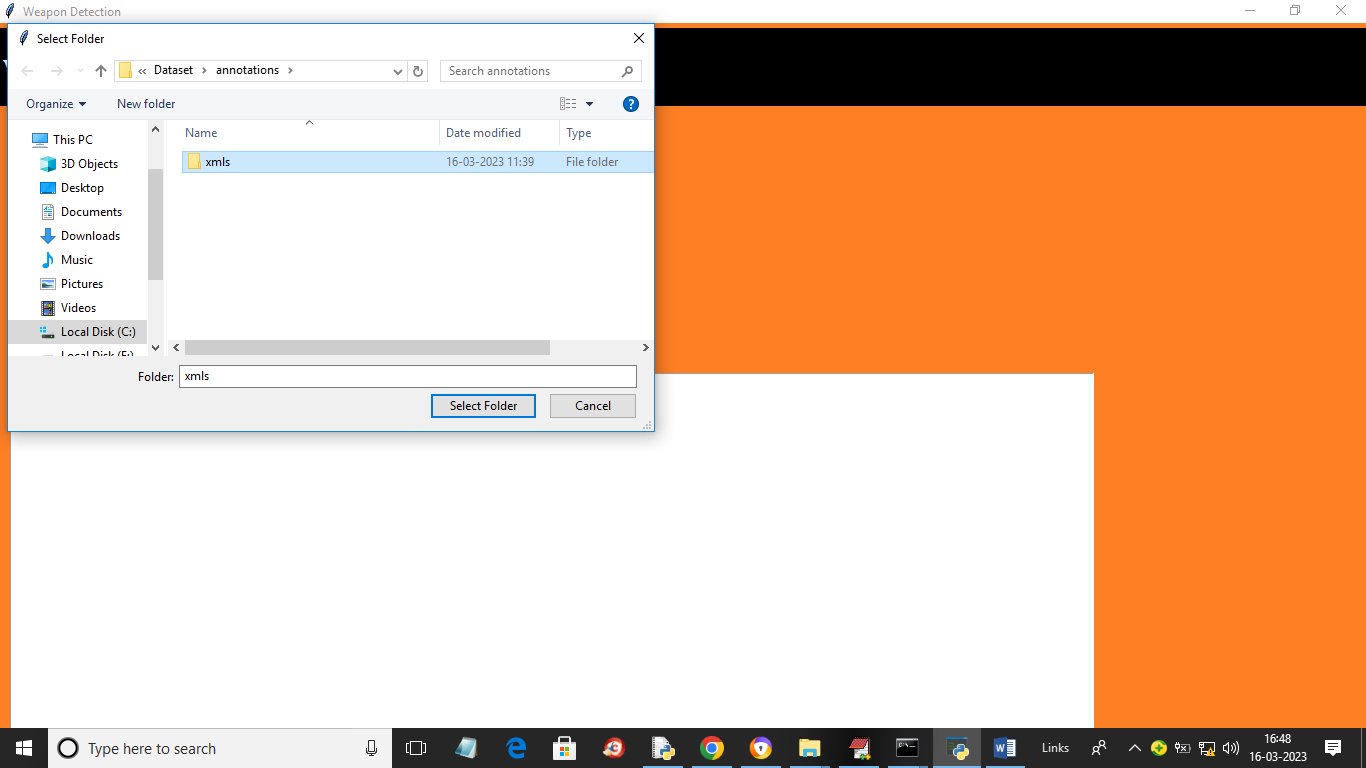 Weapon Detection
Select Folder
« Dataset › annotations ›
Search annotations
Organize
New folder
Name Date modified Type
This PC
3D Objects
Desktop
Documents
Downloads
Music
Pictures
Videos
Local Disk (C:)
xmls 16-03-2023 11:39 File folder
Folder: xmls
Select Folder Cancel
Type here to search
Links
16:48
16-03-2023